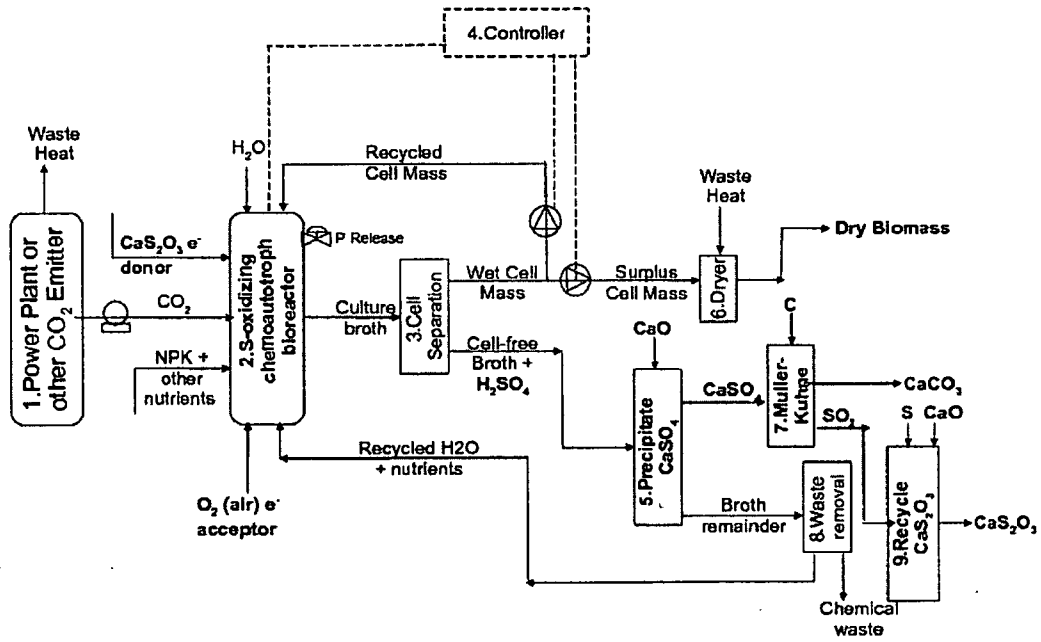 4.Controller
Waste
Heat
H₂O
Recycled
Cell Mass
Waste
Heat
P Release
Dry Biomass
1.Power Plant or
other CO₂ Emitter
CaS₂O₃ e⁻
donor
CO₂
NPK +
other
nutrients
2.S-oxidizing
chemoautotroph
bioreactor
Culture
broth
3.Cell
Separation
Wet Cell
Mass
Surplus
Cell Mass
6.Dryer
Cell-free
Broth +
H₂SO₄
CaO
C
5.Precipitate
CaSO₄
CaSO₄
7.Muller-
Kuhne
CaCO₃
SO₂
S
CaO
Recycled H2O
+ nutrients
O₂ (air) e⁻
acceptor
Broth
remainder
8.Waste
removal
9.Recycle
CaS₂O₃
CaS₂O₃
Chemical
waste